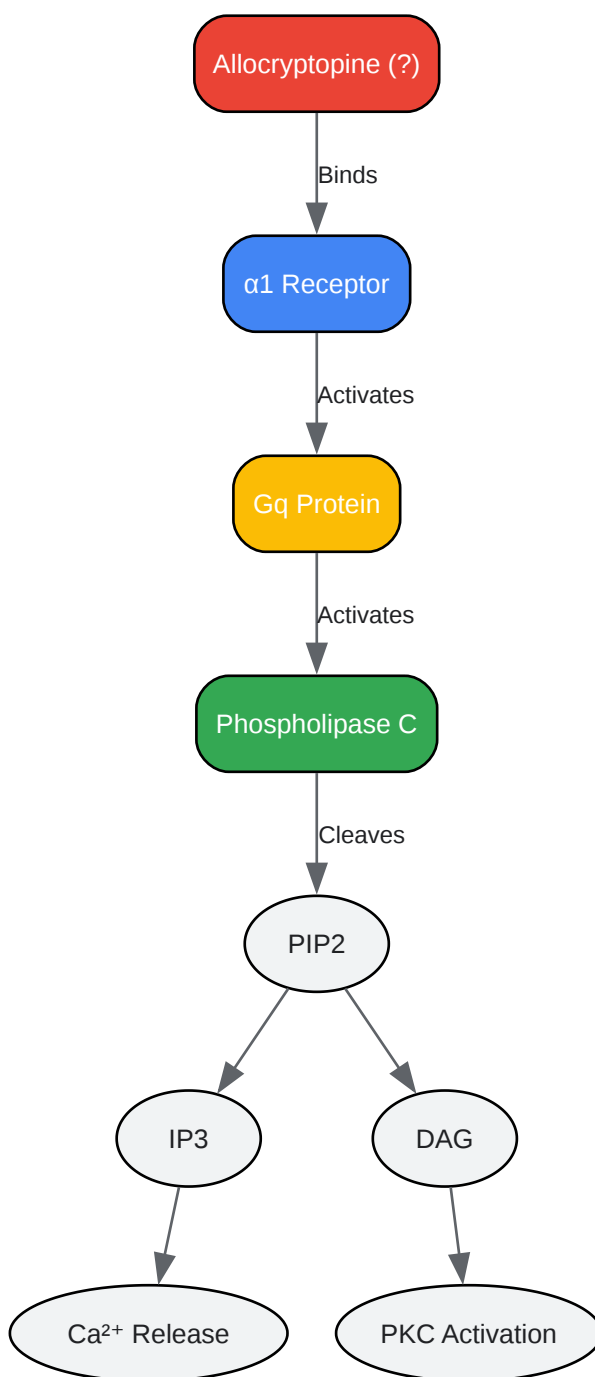 Allocryptopine (?)
Binds
α1 Receptor
Activates
Gq Protein
Activates
Phospholipase C
Cleaves
PIP2
IP3
DAG
Ca²⁺ Release
PKC Activation